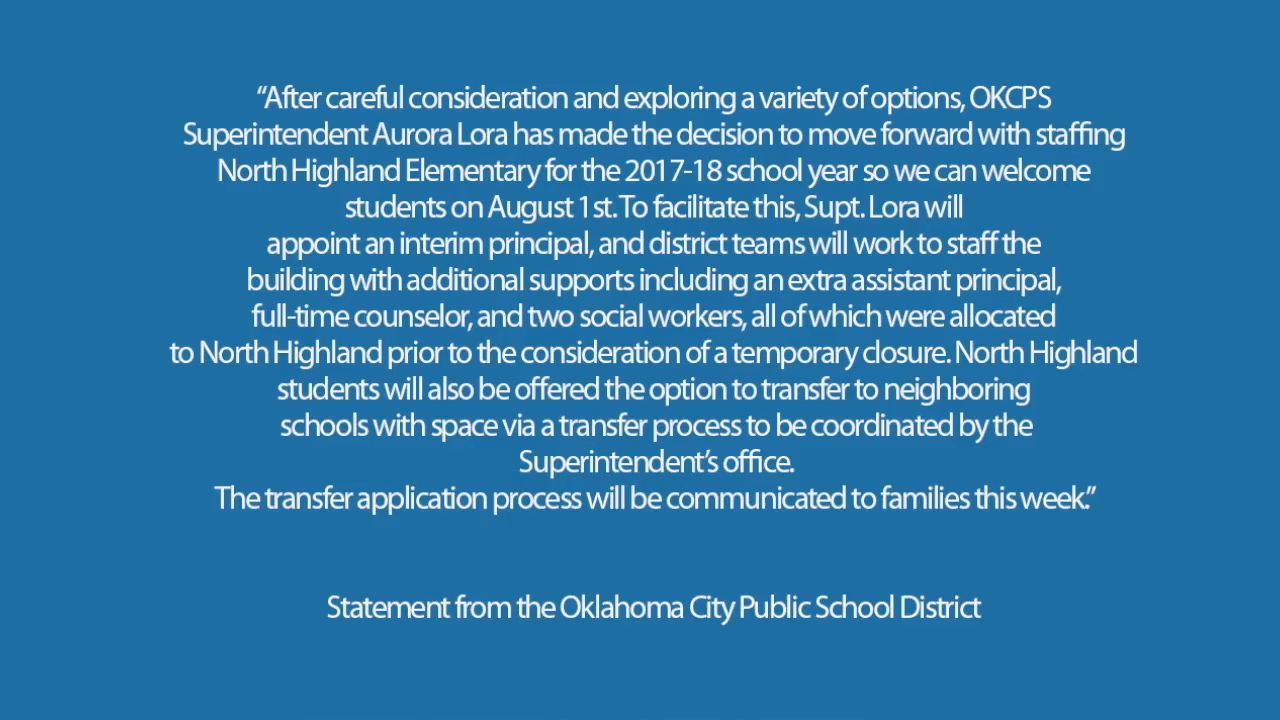 “After careful consideration and exploring a variety of options, OKCPS
Superintendent Aurora Lora has made the decision to move forward with staffing
North Highland Elementary for the 2017-18 school year so we can welcome
students on August 1st. To facilitate this, Supt. Lora will
appoint an interim principal, and district teams will work to staff the
building with additional supports including an extra assistant principal,
full-time counselor, and two social workers, all of which were allocated
to North Highland prior to the consideration of a temporary closure. North Highland
students will also be offered the option to transfer to neighboring
schools with space via a transfer process to be coordinated by the
Superintendent’s office.
The transfer application process will be communicated to families this week.”
Statement from the Oklahoma City Public School District